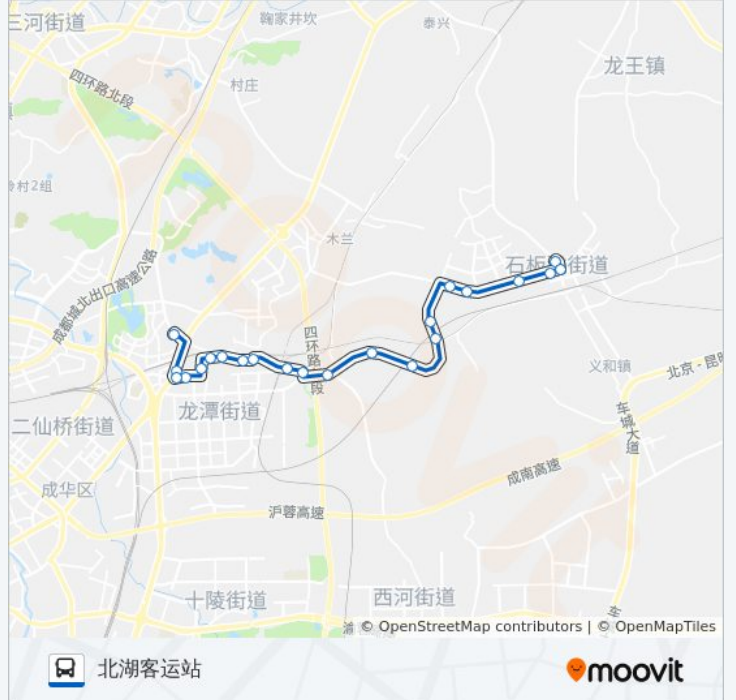 三河街道
鞠家井坎
泰兴
龙王镇
四环路北段
村庄
村2组
木兰
石板
街道
成都城北出口高速公路
四环路
段
义和镇
北京·昆明
龙潭街道
二仙桥街道
车城大道
成南高速
成华区
沪蓉高速
十陵街道
西河街道
车
© OpenStreetMap contributors | © OpenMapTiles
北湖客运站
moovit